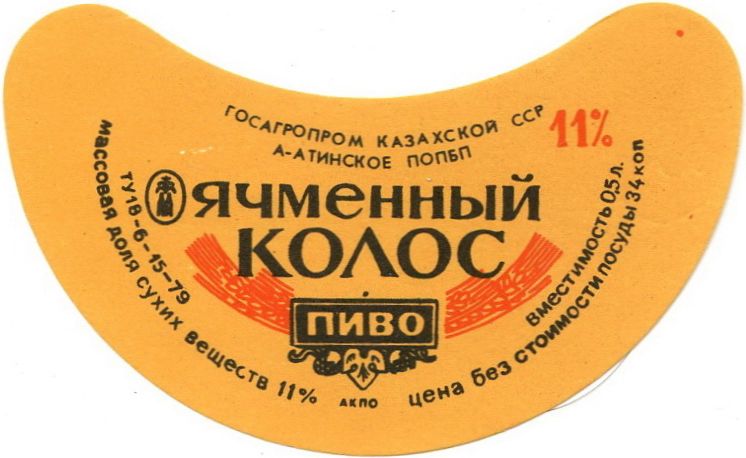 ГОСАГРОПРОМ КАЗАХСКОЙ ССР
А-АТИНСКОЕ ПОПБП
11%
ячменный
колос
пиво
ТУ18-6-15-79
массовая доля сухих веществ 11%
АКПО
вместимость 0,5 л.
цена без стоимости посуды 34 коп